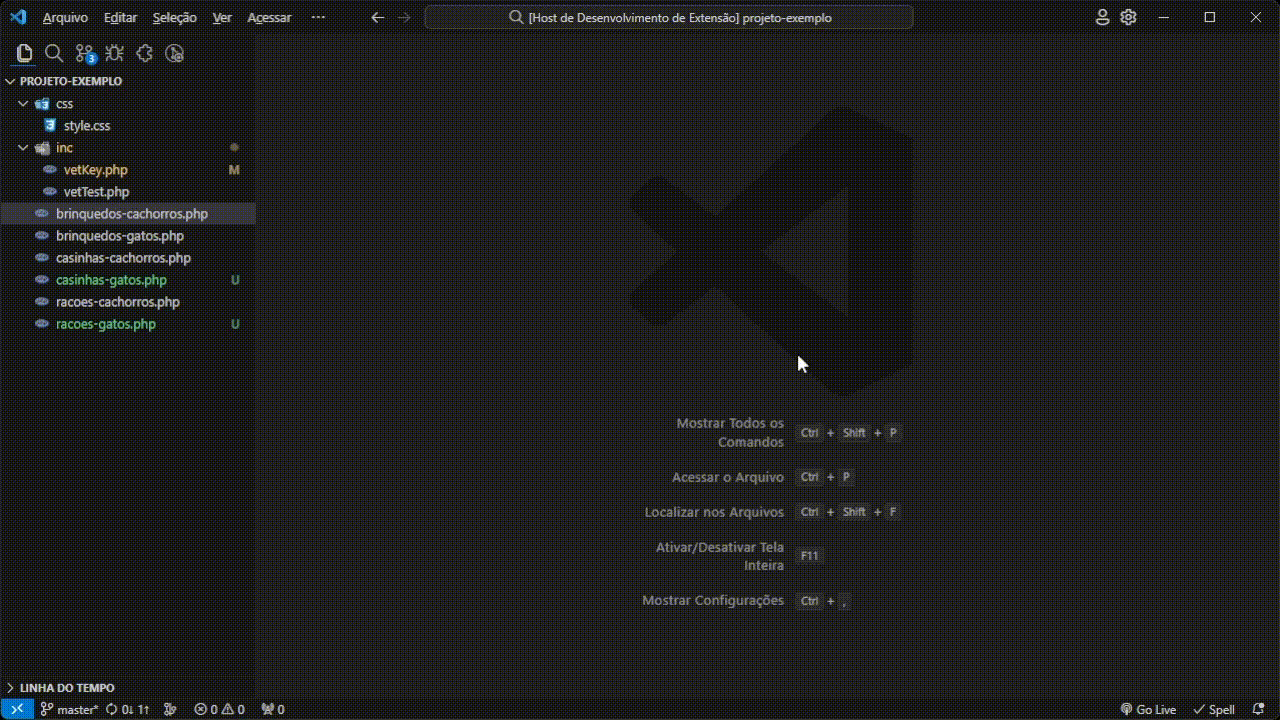 Arquivo Editar Seleção Ver Acessar ···
[Host de Desenvolvimento de Extensão] projeto-exemplo
3
PROJETO-EXEMPLO
css
3 style.css
inc
vetKey.php M
vetTest.php
brinquedos-cachorros.php
brinquedos-gatos.php
casinhas-cachorros.php
casinhas-gatos.php U
racoes-cachorros.php
racoes-gatos.php U
Mostrar Todos os
Comandos
Ctrl + Shift + P
Acessar o Arquivo Ctrl + P
Localizar nos Arquivos Ctrl + Shift + F
Ativar/Desativar Tela
Inteira
F11
Mostrar Configurações Ctrl + ,
LINHA DO TEMPO
master* 0↓ 1↑ 0 0 0 Go Live Spell